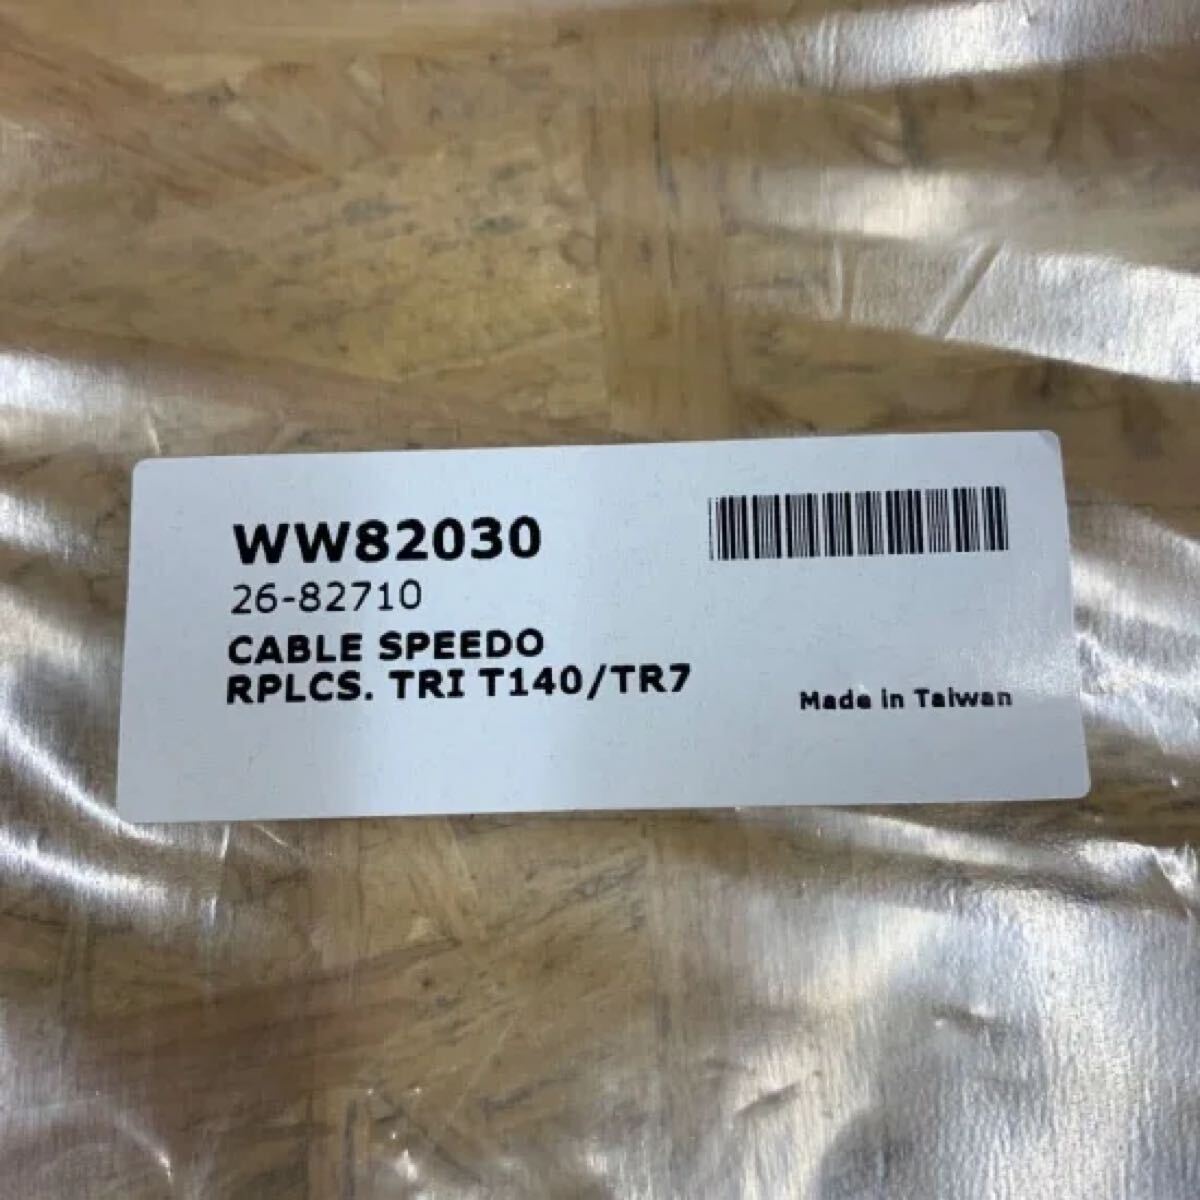 WW82030
26-82710
CABLE SPEEDO
RPLCS. TRI T140/TR7
Made in Taiwan